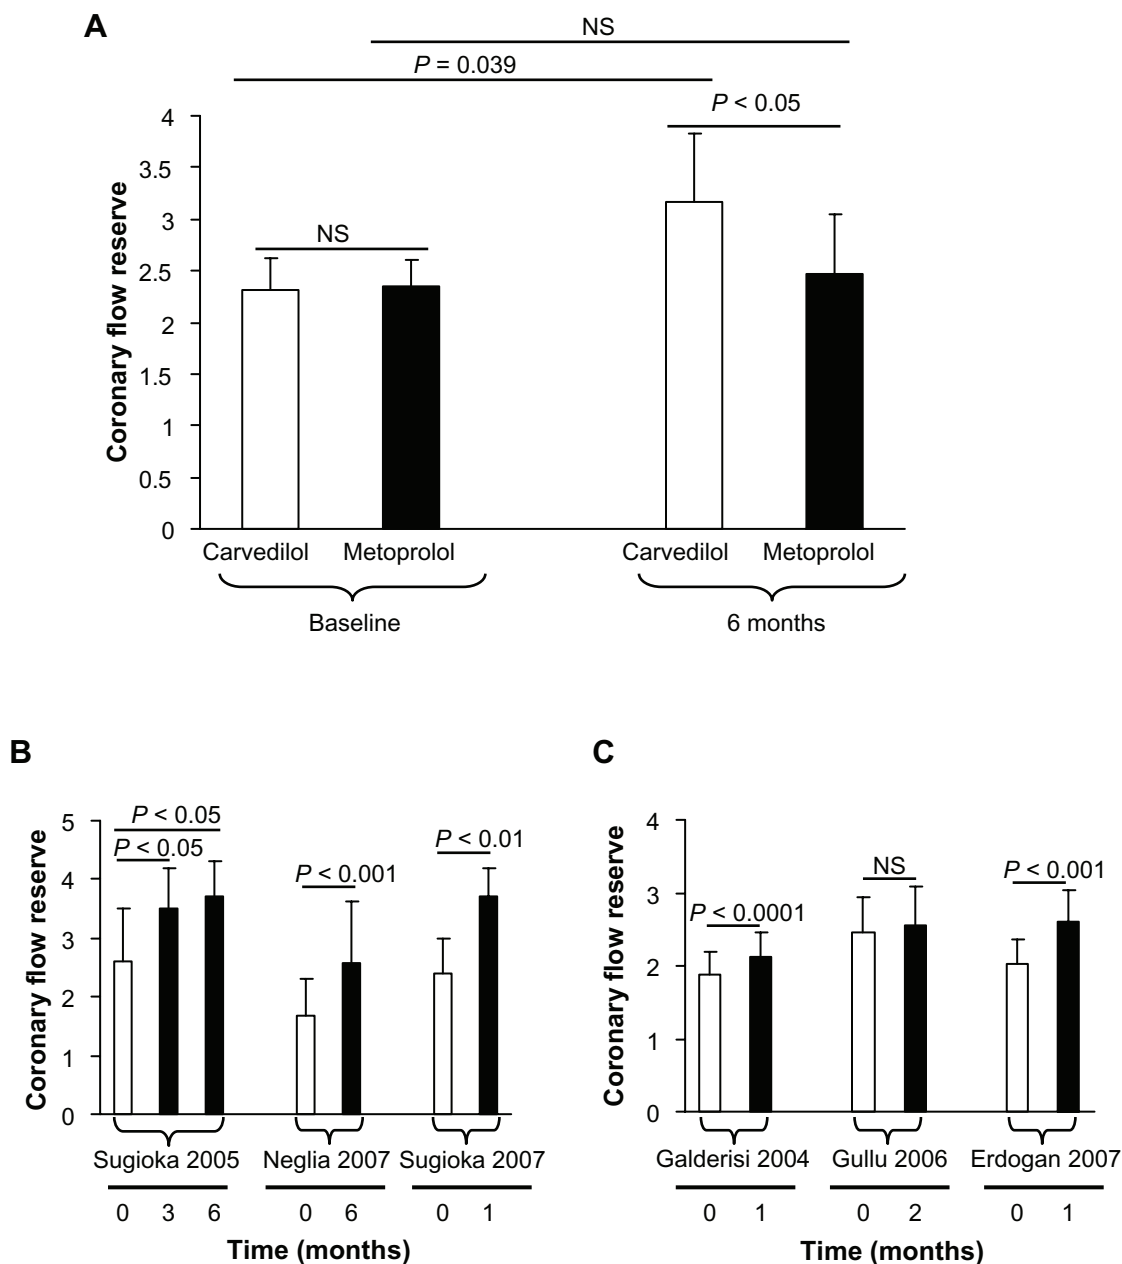 A
NS
P = 0.039
P < 0.05
4
3.5
3
2.5
2
1.5
1
0.5
0
Coronary flow reserve
NS
Carvedilol Metoprolol Carvedilol Metoprolol
Baseline 6 months
B
5
4
3
2
1
0
Coronary flow reserve
P < 0.05
P < 0.05
P < 0.001
P < 0.01
Sugioka 2005 Neglia 2007 Sugioka 2007
0 3 6 0 6 0 1
Time (months)
C
4
3
2
1
0
Coronary flow reserve
P < 0.0001
NS
P < 0.001
Galderisi 2004 Gullu 2006 Erdogan 2007
0 1 0 2 0 1
Time (months)